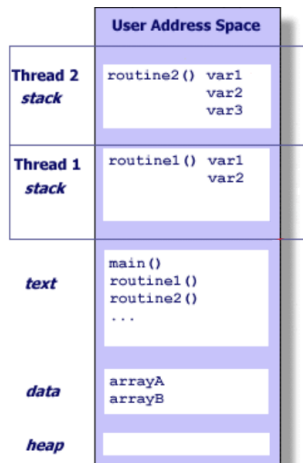 User Address Space
Thread 2
stack
routine2() var1
var2
var3
Thread 1
stack
routine1() var1
var2
text
main()
routine1()
routine2()
...
data
arrayA
arrayB
heap